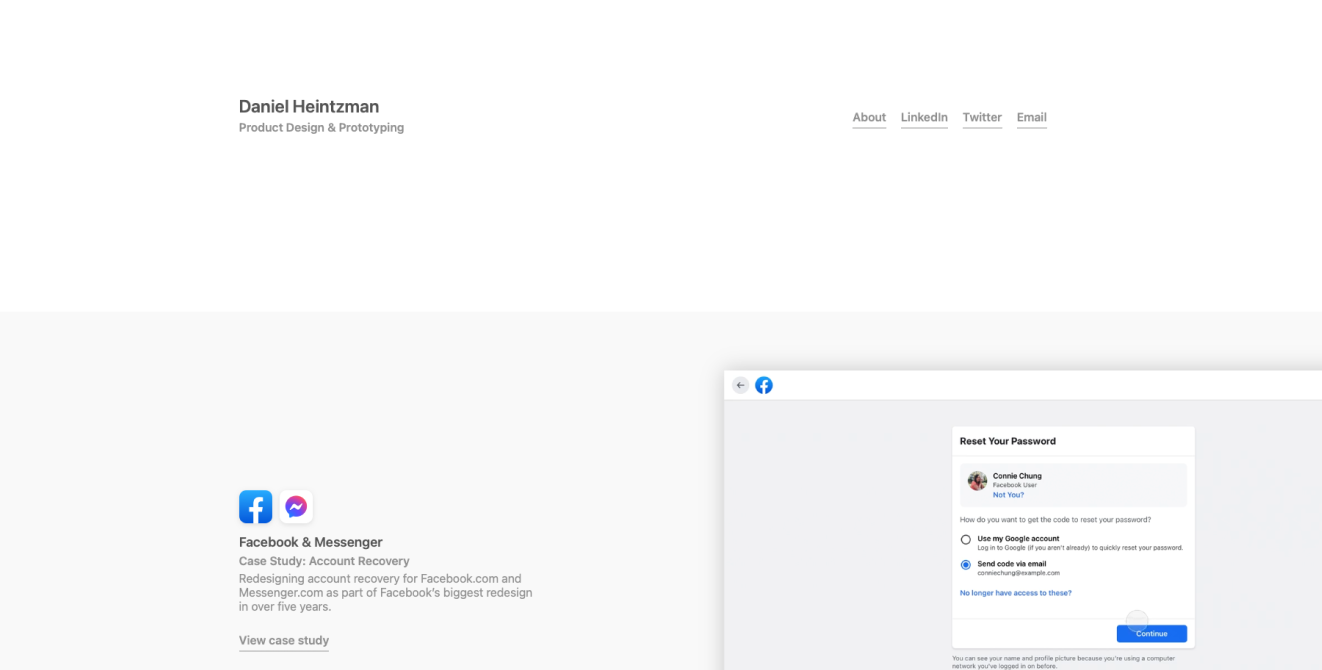 Daniel Heintzman
Product Design & Prototyping
About LinkedIn Twitter Email
Facebook & Messenger
Case Study: Account Recovery
Redesigning account recovery for Facebook.com and
Messenger.com as part of Facebook's biggest redesign
in over five years.
View case study
Reset Your Password
Connie Chung
Facebook User
Not You?
How do you want to get the code to reset your password?
Use my Google account
Log in to Google (if you aren't already) to quickly reset your password.
Send code via email
conniechung@example.com
No longer have access to these?
Continue
You can see your name and profile picture because you're using a computer
network you've logged in on before.